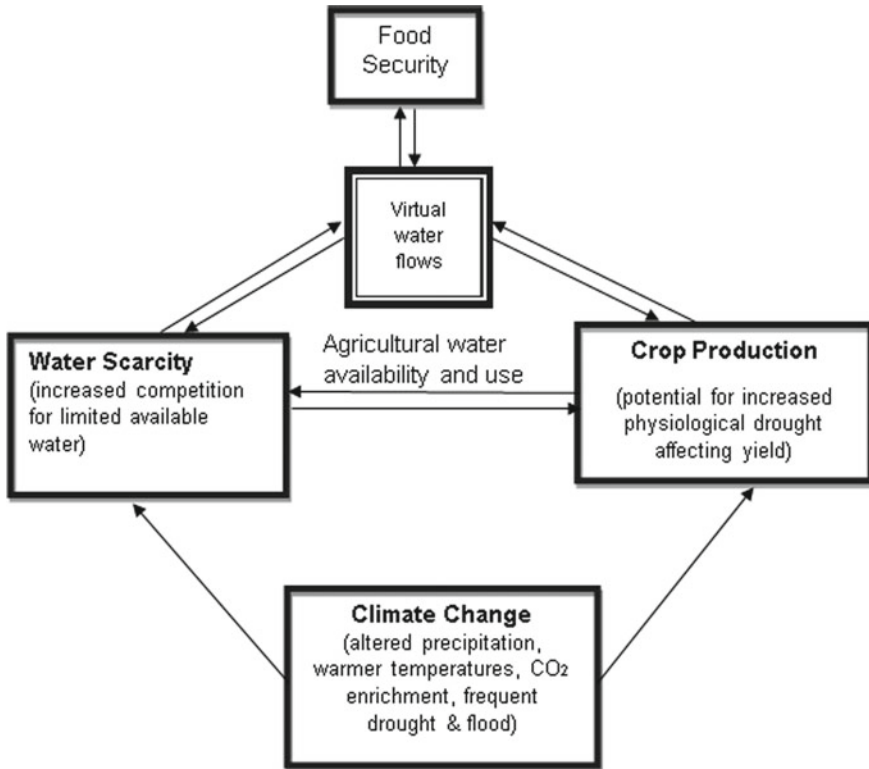 Food
Security
Virtual
water
flows
Agricultural water
availability and use
Water Scarcity
(increased competition
for limited available
water)
Crop Production
(potential for increased
physiological drought
affecting yield)
Climate Change
(altered precipitation,
warmer temperatures, CO₂
enrichment, frequent
drought & flood)